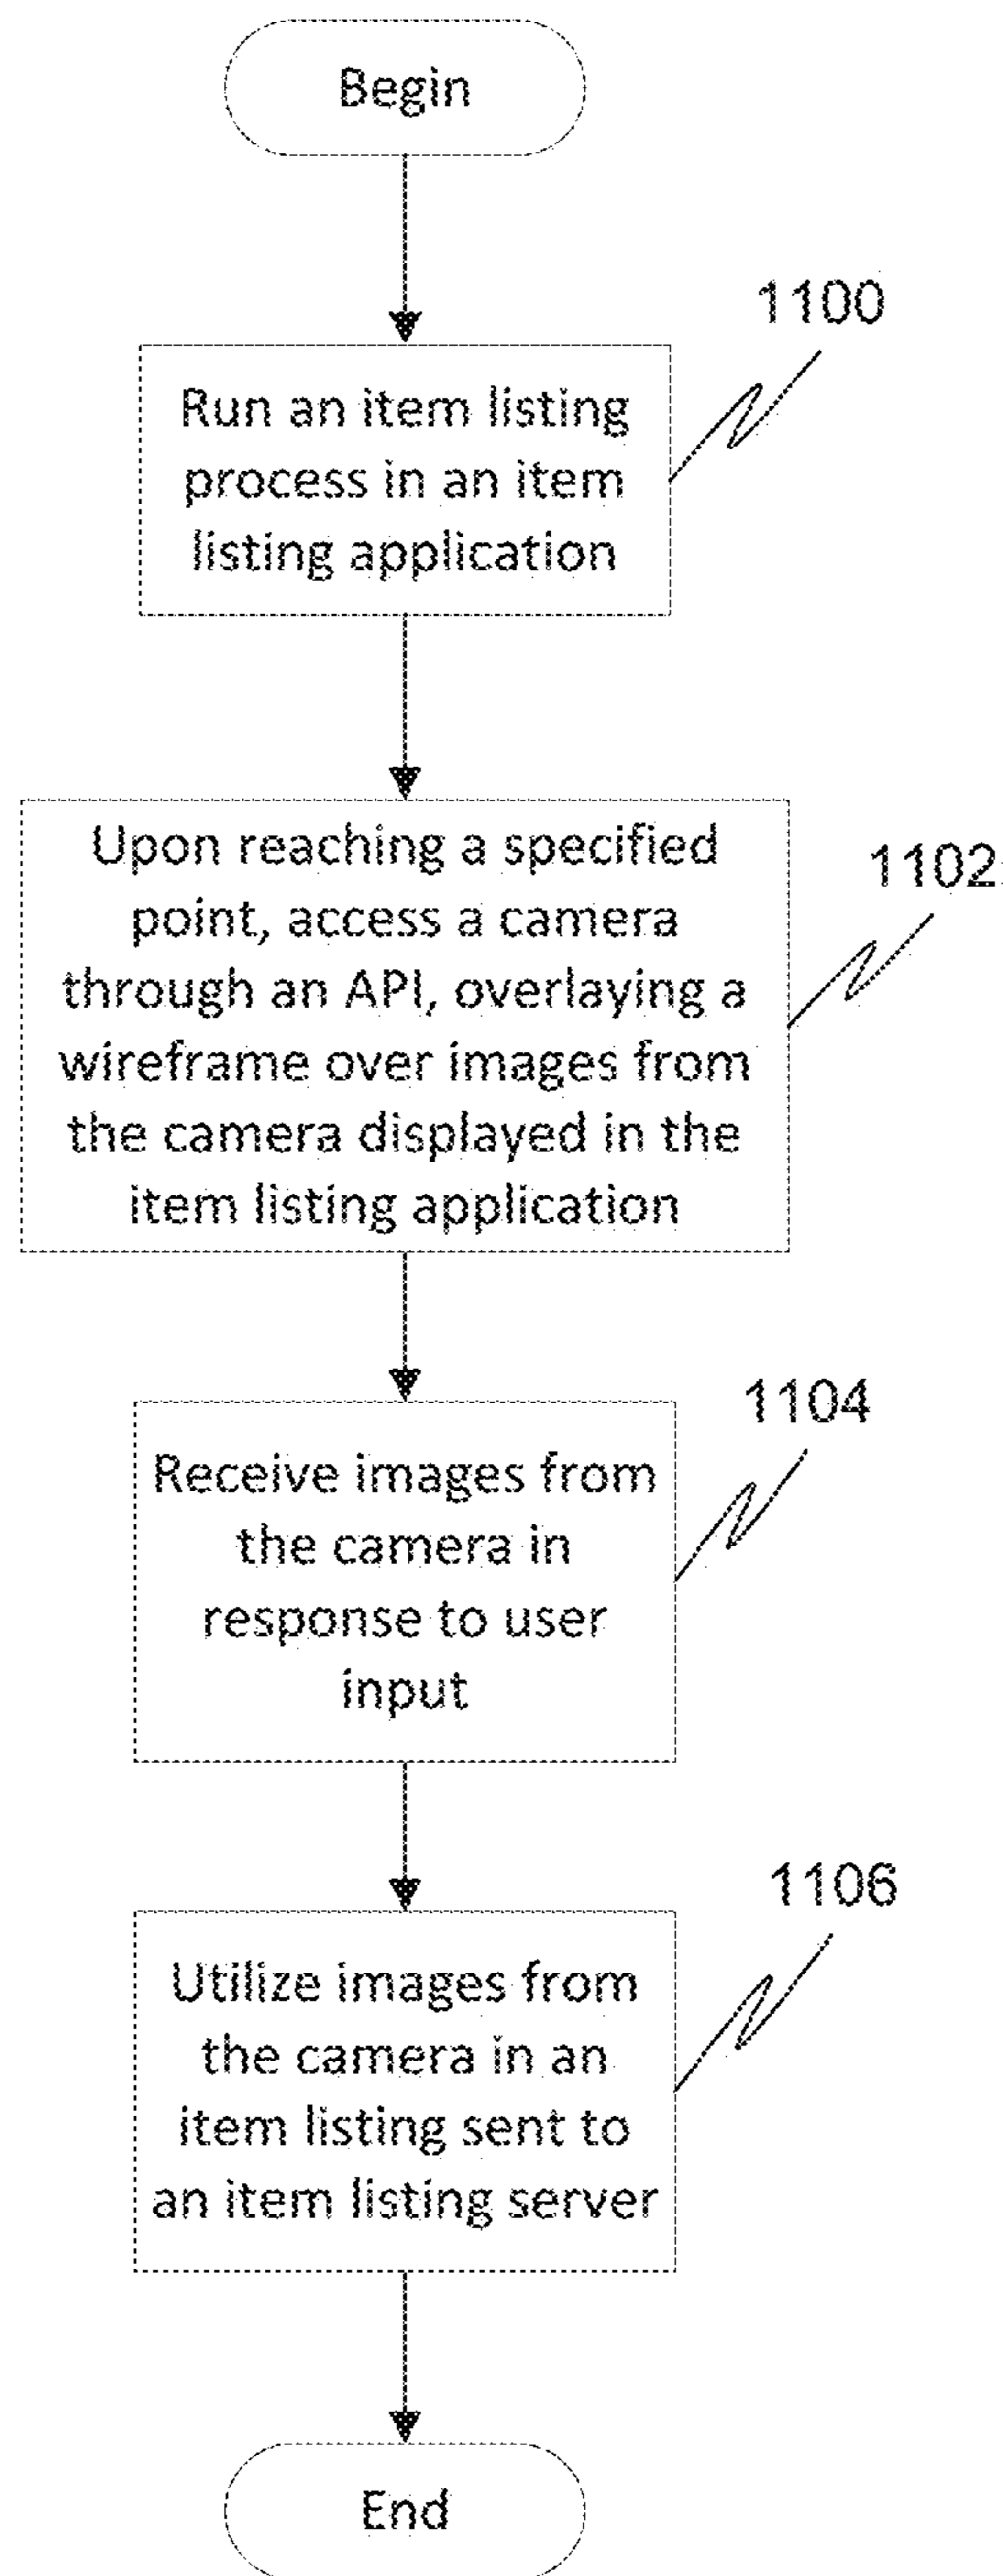 Begin
1100
Run an item listing
process in an item
listing application
1102
Upon reaching a specified
point, access a camera
through an API, overlaying a
wireframe over images from
the camera displayed in the
item listing application
1104
Receive images from
the camera in
response to user
input
1106
Utilize images from
the camera in an
item listing sent to
an item listing server
End